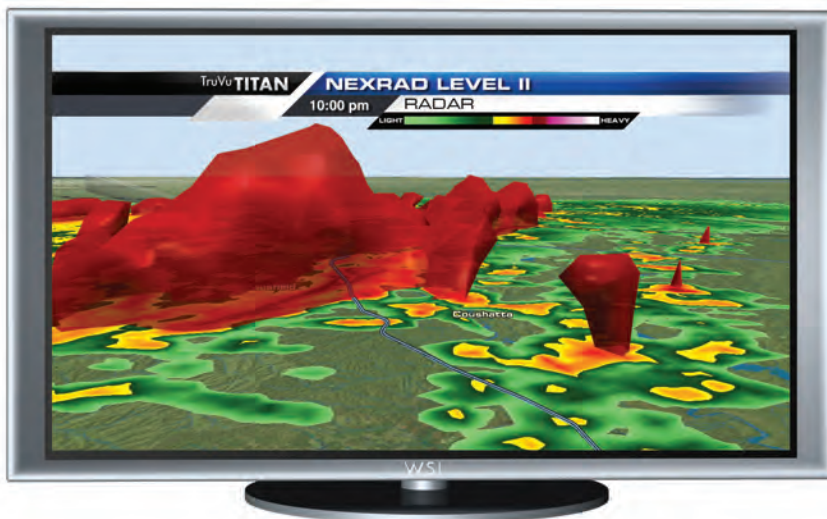 TruVu TITAN NEXRAD LEVEL II
10:00 pm RADAR
LIGHT HEAVY
Coushatta
WSI